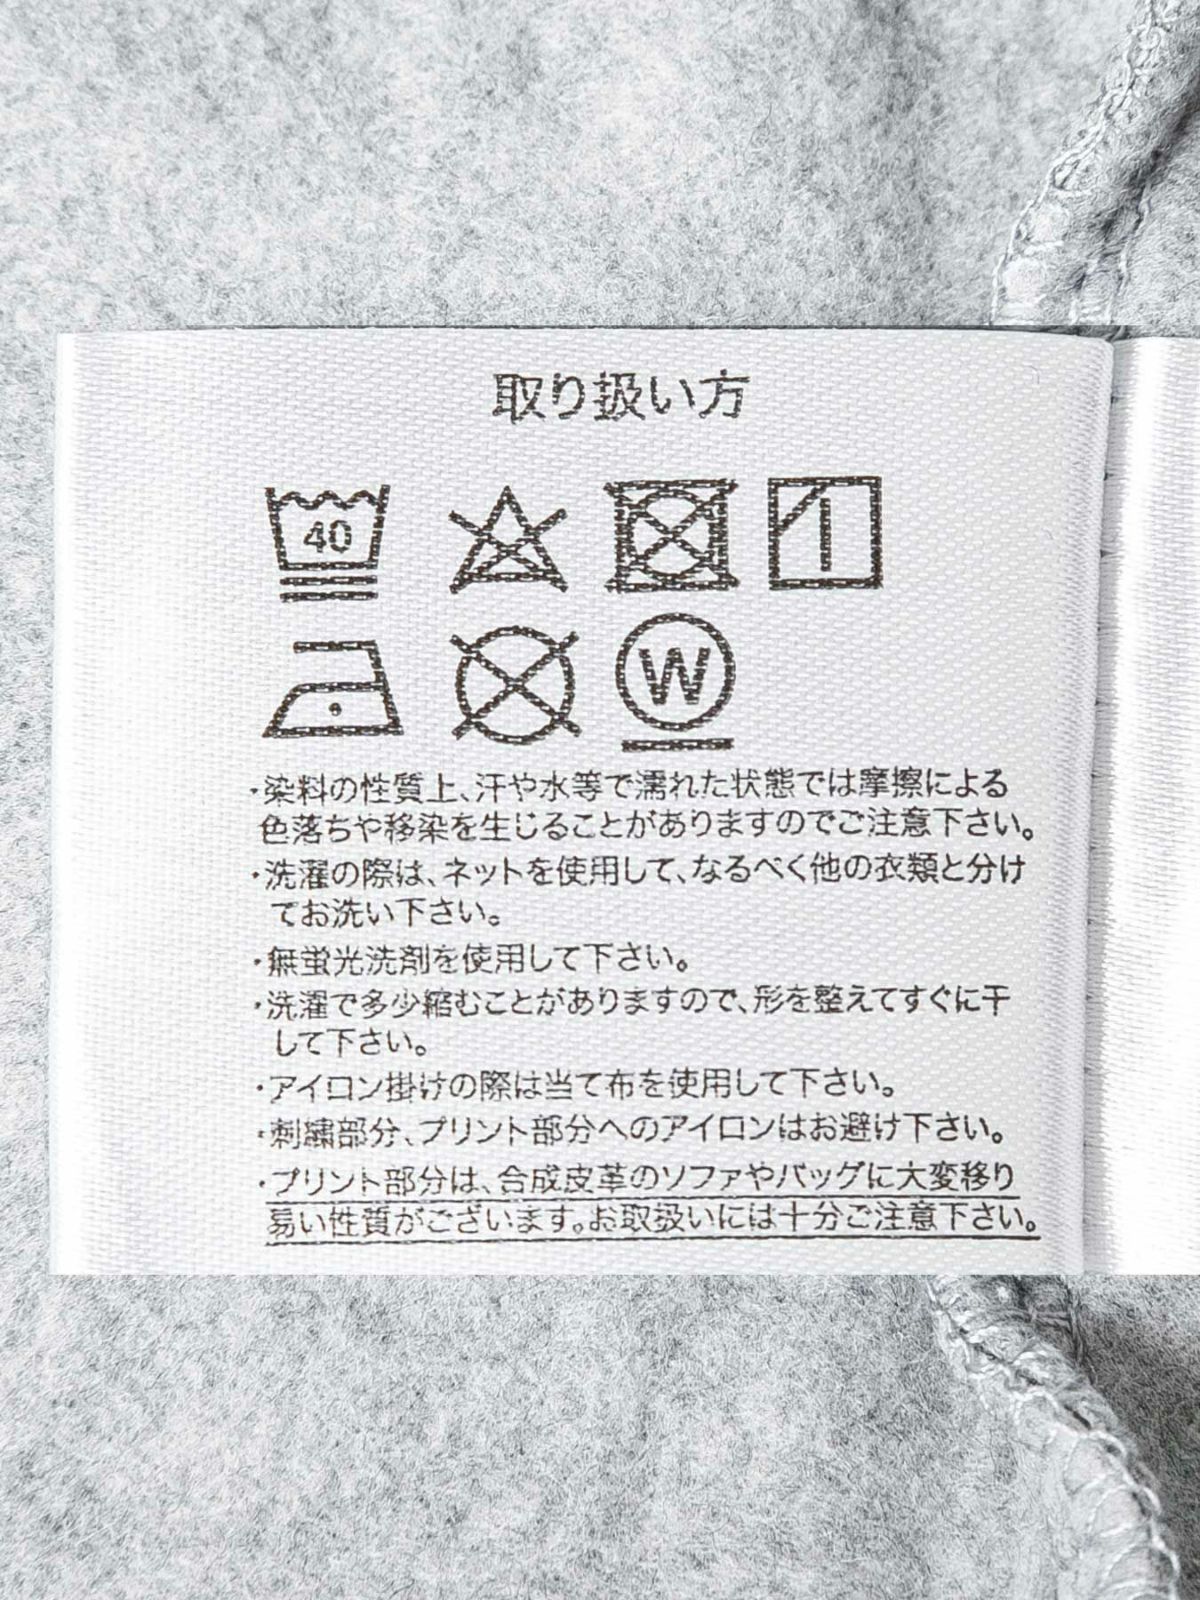 取り扱い方
40
W
・染料の性質上、汗や水等で濡れた状態では摩擦による
色落ちや移染を生じることがありますのでご注意下さい。
・洗濯の際は、ネットを使用して、なるべく他の衣類と分け
てお洗い下さい。
・無蛍光洗剤を使用して下さい。
・洗濯で多少縮むことがありますので、形を整えてすぐに干
して下さい。
・アイロン掛けの際は当て布を使用して下さい。
・刺繍部分、プリント部分へのアイロンはお避け下さい。
・プリント部分は、合成皮革のソファやバッグに大変移り
易い性質がございます。お取扱いには十分ご注意下さい。